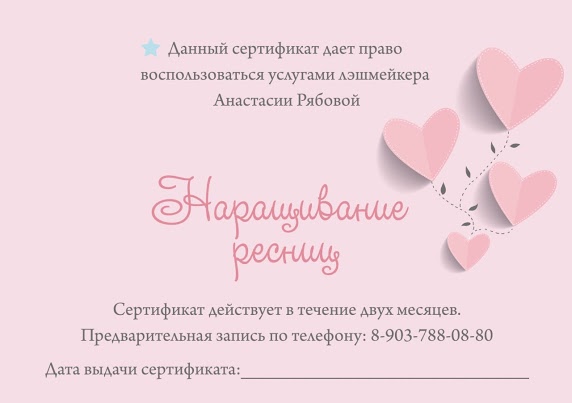 Данный сертификат дает право
воспользоваться услугами лэшмейкера
Анастасии Рябовой
Наращивание
ресниц
Сертификат действует в течение двух месяцев.
Предварительная запись по телефону: 8-903-788-08-80
Дата выдачи сертификата: